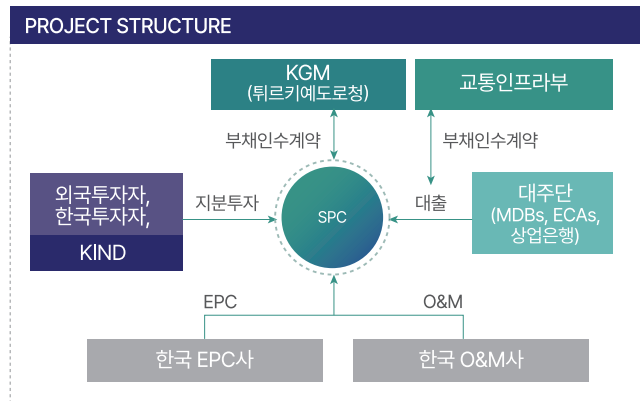 PROJECT STRUCTURE
KGM
(튀르키예도로청)
교통인프라부
부채인수계약
부채인수계약
외국투자자,
한국투자자,
KIND
지분투자
SPC
대출
대주단
(MDBs, ECAs,
상업은행)
EPC
O&M
한국 EPC사
한국 O&M사